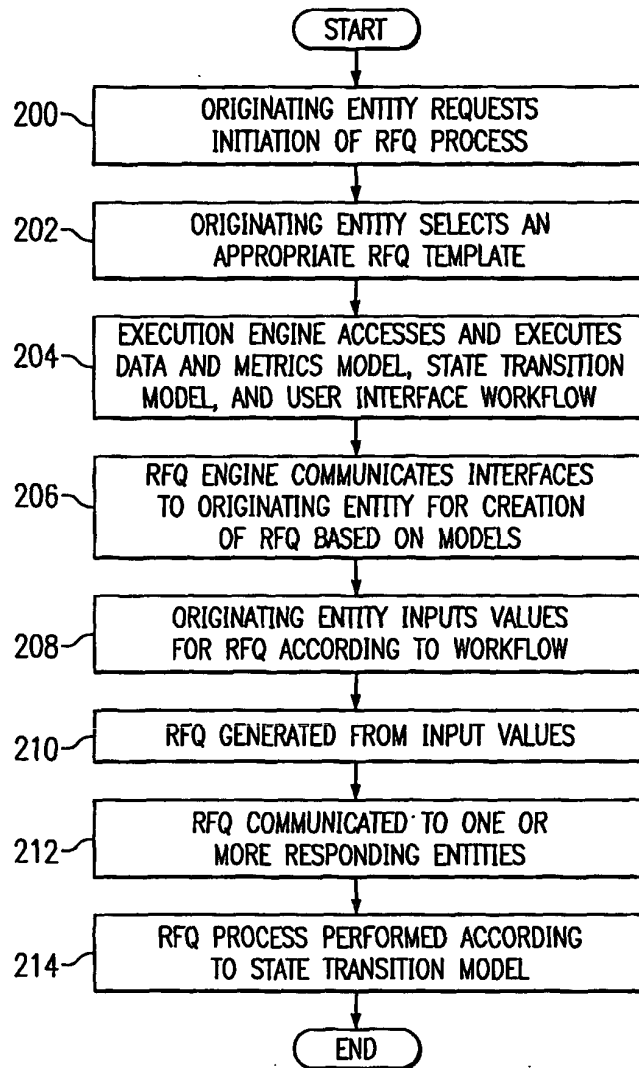 START
200
ORIGINATING ENTITY REQUESTS
INITIATION OF RFQ PROCESS
202
ORIGINATING ENTITY SELECTS AN
APPROPRIATE RFQ TEMPLATE
204
EXECUTION ENGINE ACCESSES AND EXECUTES
DATA AND METRICS MODEL, STATE TRANSITION
MODEL, AND USER INTERFACE WORKFLOW
206
RFQ ENGINE COMMUNICATES INTERFACES
TO ORIGINATING ENTITY FOR CREATION
OF RFQ BASED ON MODELS
208
ORIGINATING ENTITY INPUTS VALUES
FOR RFQ ACCORDING TO WORKFLOW
210
RFQ GENERATED FROM INPUT VALUES
212
RFQ COMMUNICATED TO ONE OR
MORE RESPONDING ENTITIES
214
RFQ PROCESS PERFORMED ACCORDING
TO STATE TRANSITION MODEL
END